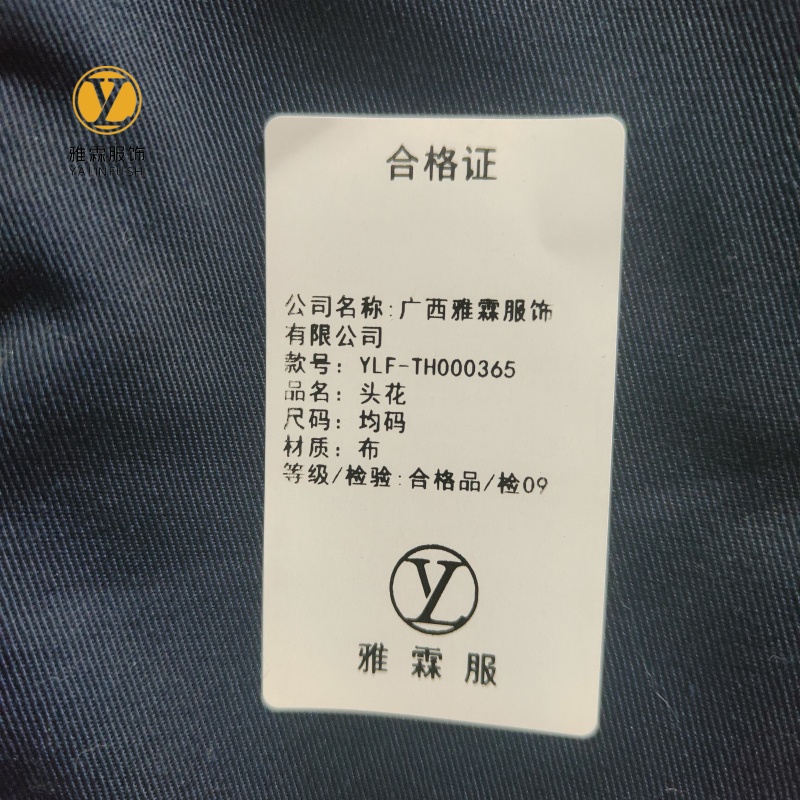 雅霖服饰
YALINFUSHI
合格证
公司名称:广西雅霖服饰
有限公司
款号: YLF-TH000365
品名: 头花
尺码: 均码
材质: 布
等级/检验:合格品/检09
雅霖服